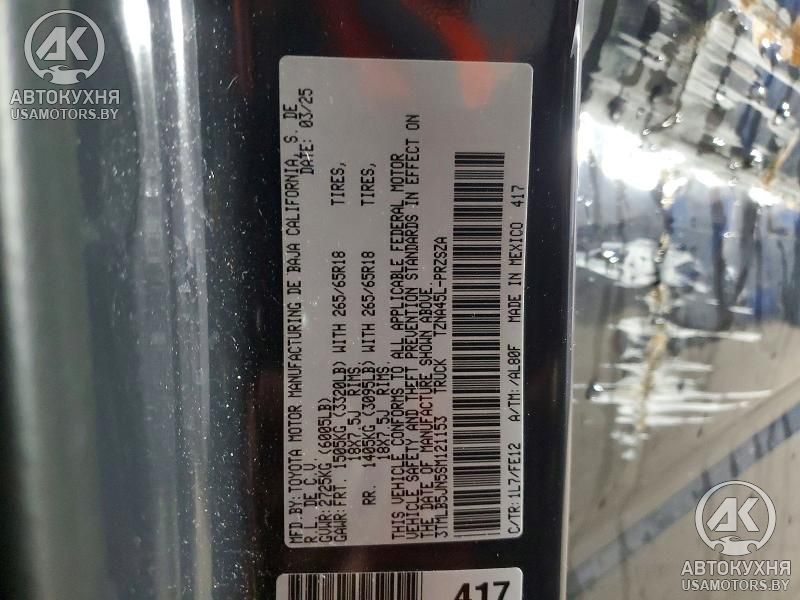 AK
АВТОКУХНЯ
USAMOTORS.BY
MFD.BY:TOYOTA MOTOR MANUFACTURING DE BAJA CALIFORNIA, S. DE
R.L. DE C.V. DATE: 03/25
GVWR: 2725KG (6005LB)
GAWR: FRT. 1505KG (3320LB) WITH 265/65R18 TIRES,
18X7.5J RIMS,
RR. 1405KG (3095LB) WITH 265/65R18 TIRES,
18X7.5J RIMS,
THIS VEHICLE CONFORMS TO ALL APPLICABLE FEDERAL MOTOR
VEHICLE SAFETY AND THEFT PREVENTION STANDARDS IN EFFECT ON
THE DATE OF MANUFACTURE SHOWN ABOVE.
3TMLB5JN5SM121153 TRUCK TZNA45L-PRZSZA
C/TR: 1L7/FE12 A/TM: /AL80F MADE IN MEXICO 417
417
AK
АВТОКУХНЯ
USAMOTORS.BY